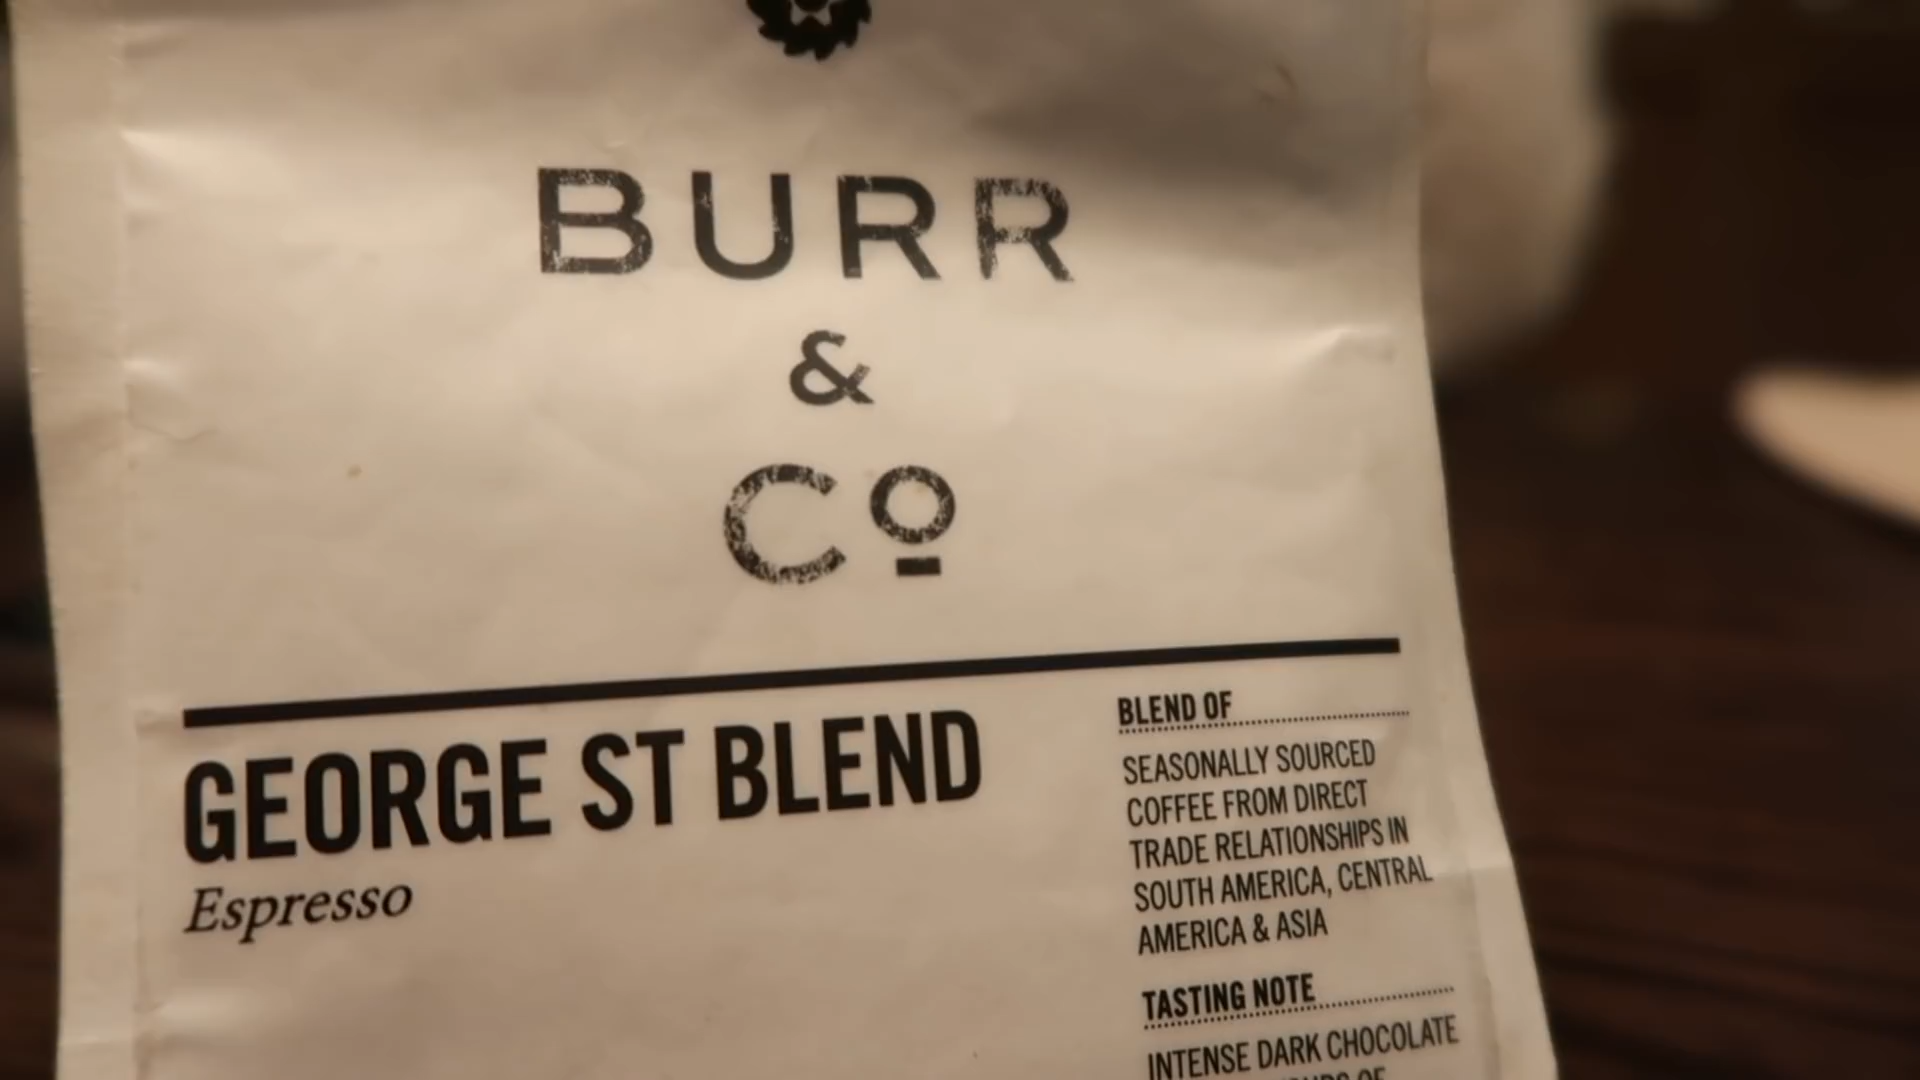 BURR
&
Co
GEORGE ST BLEND
Espresso
BLEND OF
SEASONALLY SOURCED
COFFEE FROM DIRECT
TRADE RELATIONSHIPS IN
SOUTH AMERICA, CENTRAL
AMERICA & ASIA
TASTING NOTE
INTENSE DARK CHOCOLATE
OF